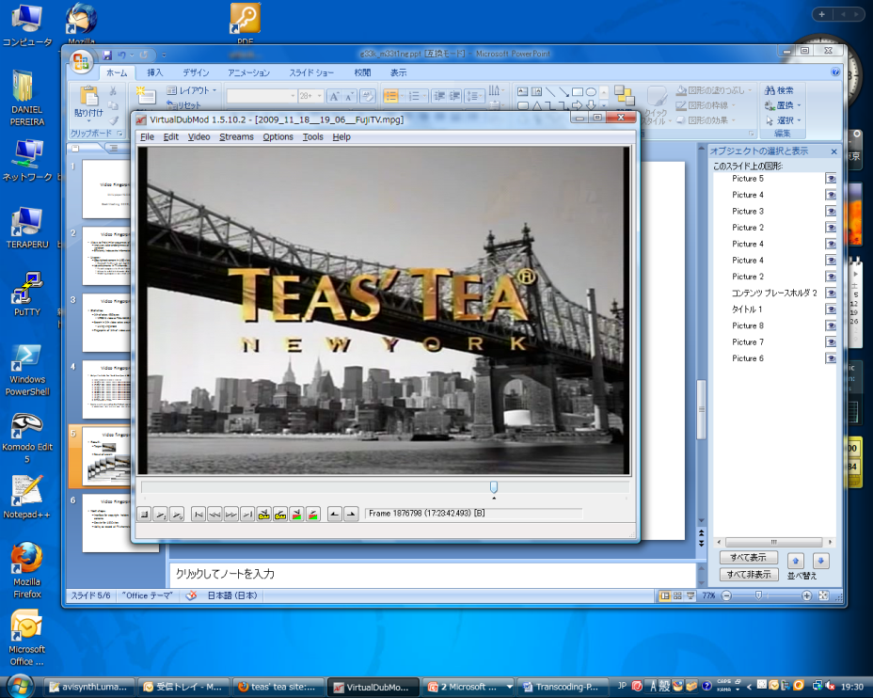 コンピュータ
DANIEL
PEREIRA
ネットワーク
TERAPERU
PuTTY
Windows
PowerShell
Komodo Edit
5
Notepad++
Mozilla
Firefox
Microsoft
Office ...
Microsoft PowerPoint
ホーム
挿入
デザイン
アニメーション
スライド ショー
校閲
表示
貼り付け
レイアウト
リセット
クリップボード
図形の塗りつぶし
図形の枠線
図形の効果
検索
置換
選択
編集
VirtualDubMod 1.5.10.2 - [2009_11_18__19_06__FujiTV.mpg]
File Edit Video Streams Options Tools Help
TEAS' TEA®
NEW YORK
Frame 1876798 (17:23:42.493) [B]
1
2
3
4
5
6
オブジェクトの選択と表示
このスライド上の図形:
Picture 5
Picture 4
Picture 3
Picture 2
Picture 4
Picture 4
Picture 2
コンテンツ プレースホルダ 2
タイトル 1
Picture 8
Picture 7
Picture 6
すべて表示
すべて非表示
並べ替え
クリックしてノートを入力
スライド 5/6
"Office テーマ"
日本語 (日本)
77%
avisynthLuma...
受信トレイ - M...
teas' tea site:...
VirtualDubMo...
2 Microsoft ...
Transcoding-P...
JP
A 般
CAPS
KANA
19:30